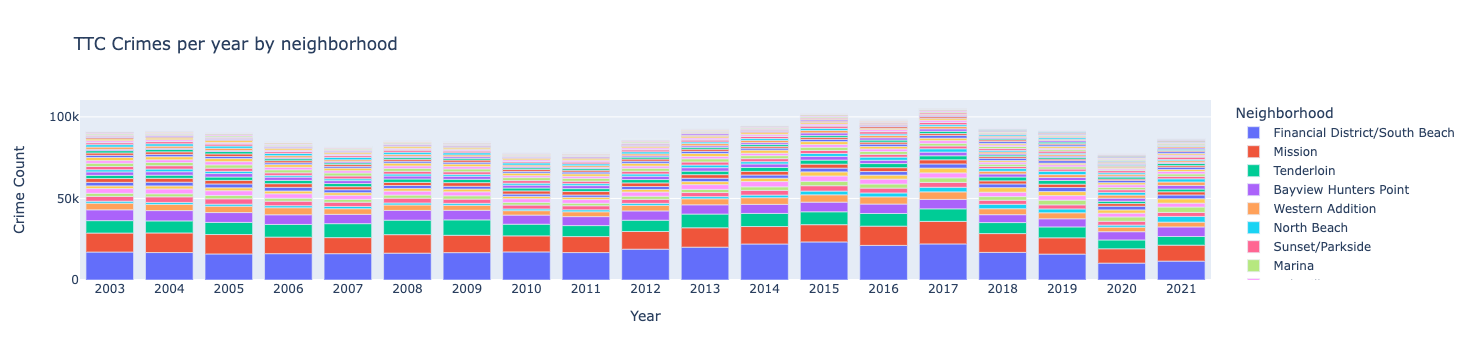 TTC Crimes per year by neighborhood
Crime Count
100k
50k
0
2003 2004 2005 2006 2007 2008 2009 2010 2011 2012 2013 2014 2015 2016 2017 2018 2019 2020 2021
Year
Neighborhood
Financial District/South Beach
Mission
Tenderloin
Bayview Hunters Point
Western Addition
North Beach
Sunset/Parkside
Marina